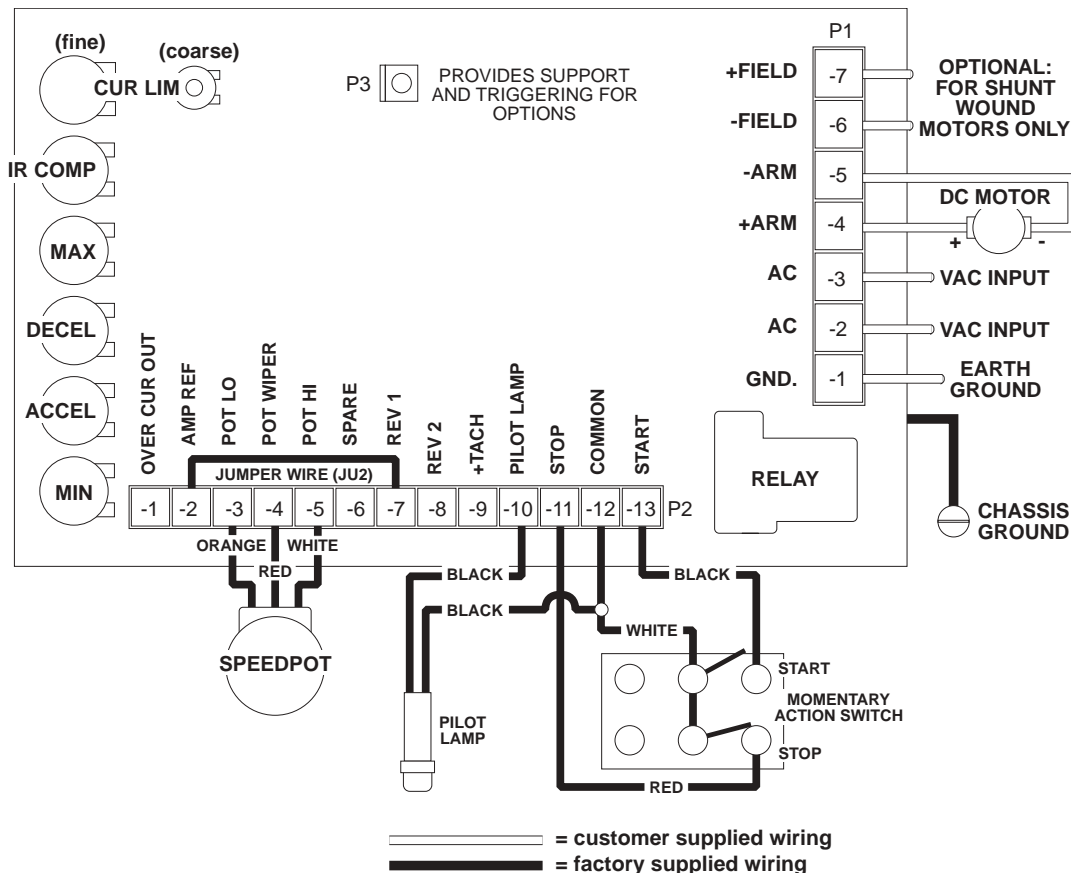 (fine)
(coarse)
CUR LIM
IR COMP
MAX
DECEL
ACCEL
MIN
P3
PROVIDES SUPPORT
AND TRIGGERING FOR
OPTIONS
P1
+FIELD
-7
OPTIONAL:
FOR SHUNT
WOUND
MOTORS ONLY
-FIELD
-6
-ARM
-5
DC MOTOR
+ARM
-4
+ -
AC
-3
VAC INPUT
AC
-2
VAC INPUT
GND.
-1
EARTH
GROUND
RELAY
CHASSIS
GROUND
OVER CUR OUT
AMP REF
POT LO
POT WIPER
POT HI
SPARE
REV 1
REV 2
+TACH
PILOT LAMP
STOP
COMMON
START
JUMPER WIRE (JU2)
-1 -2 -3 -4 -5 -6 -7 -8 -9 -10 -11 -12 -13 P2
ORANGE
RED
WHITE
SPEEDPOT
BLACK
BLACK
PILOT
LAMP
BLACK
WHITE
START
MOMENTARY
ACTION SWITCH
STOP
RED
= customer supplied wiring
= factory supplied wiring